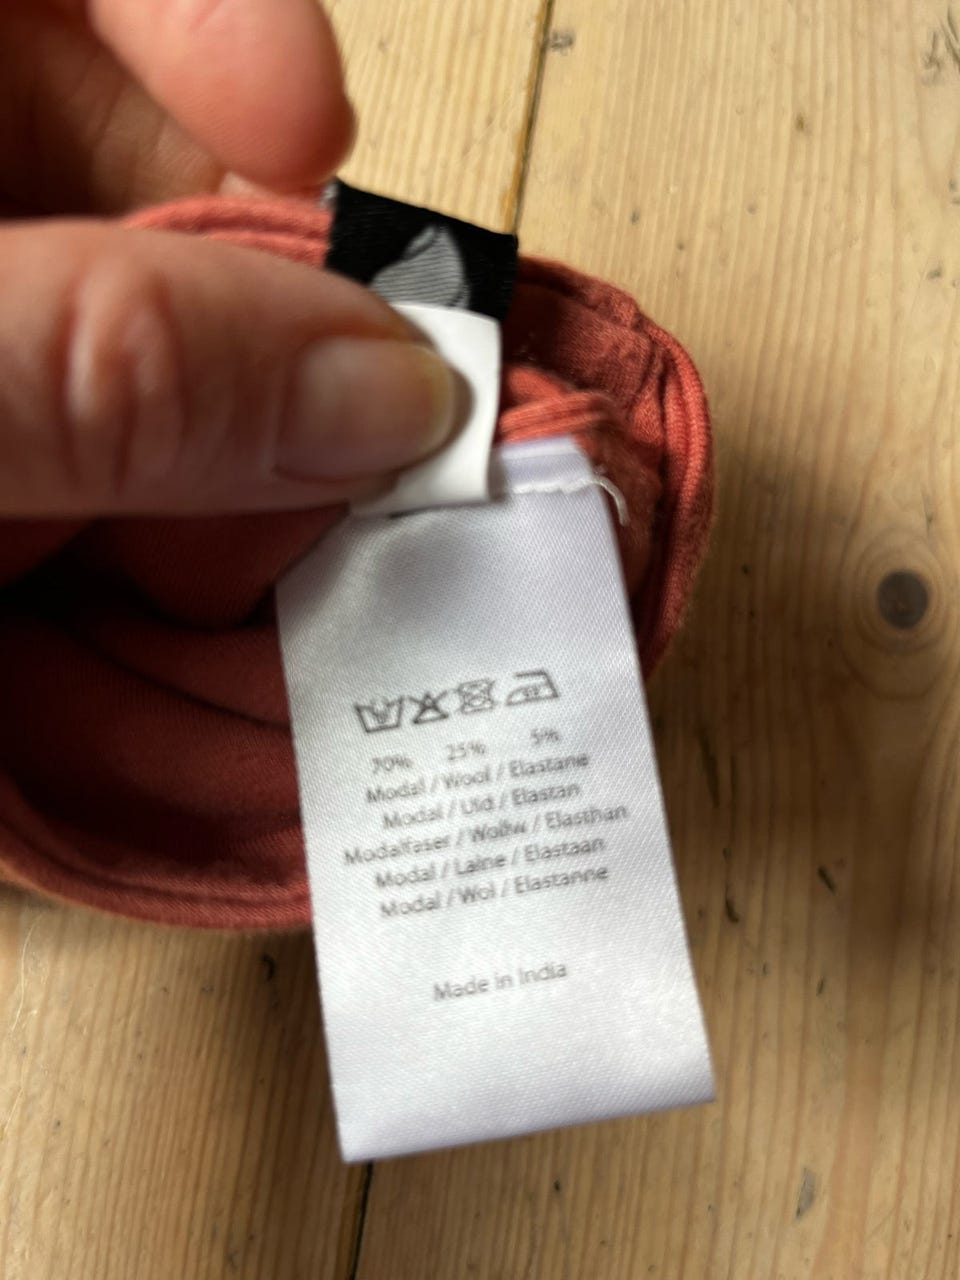 70% 25% 5%
Modal / Wool / Elastane
Modal / Uld / Elastan
Modalfaser / Wollw / Elasthan
Modal / Laine / Elastaan
Modal / Wol / Elastanne
Made in India